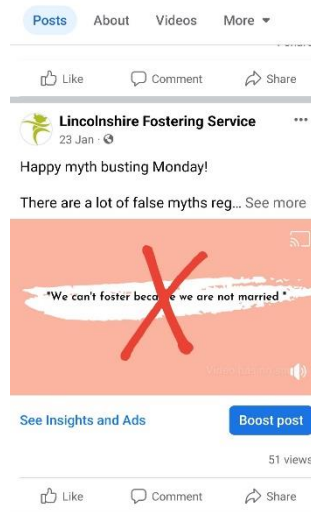 Posts About Videos More
Like Comment Share
Lincolnshire Fostering Service
23 Jan
Happy myth busting Monday!
There are a lot of false myths reg... See more
"We can't foster because we are not married "
See Insights and Ads Boost post
51 views
Like Comment Share